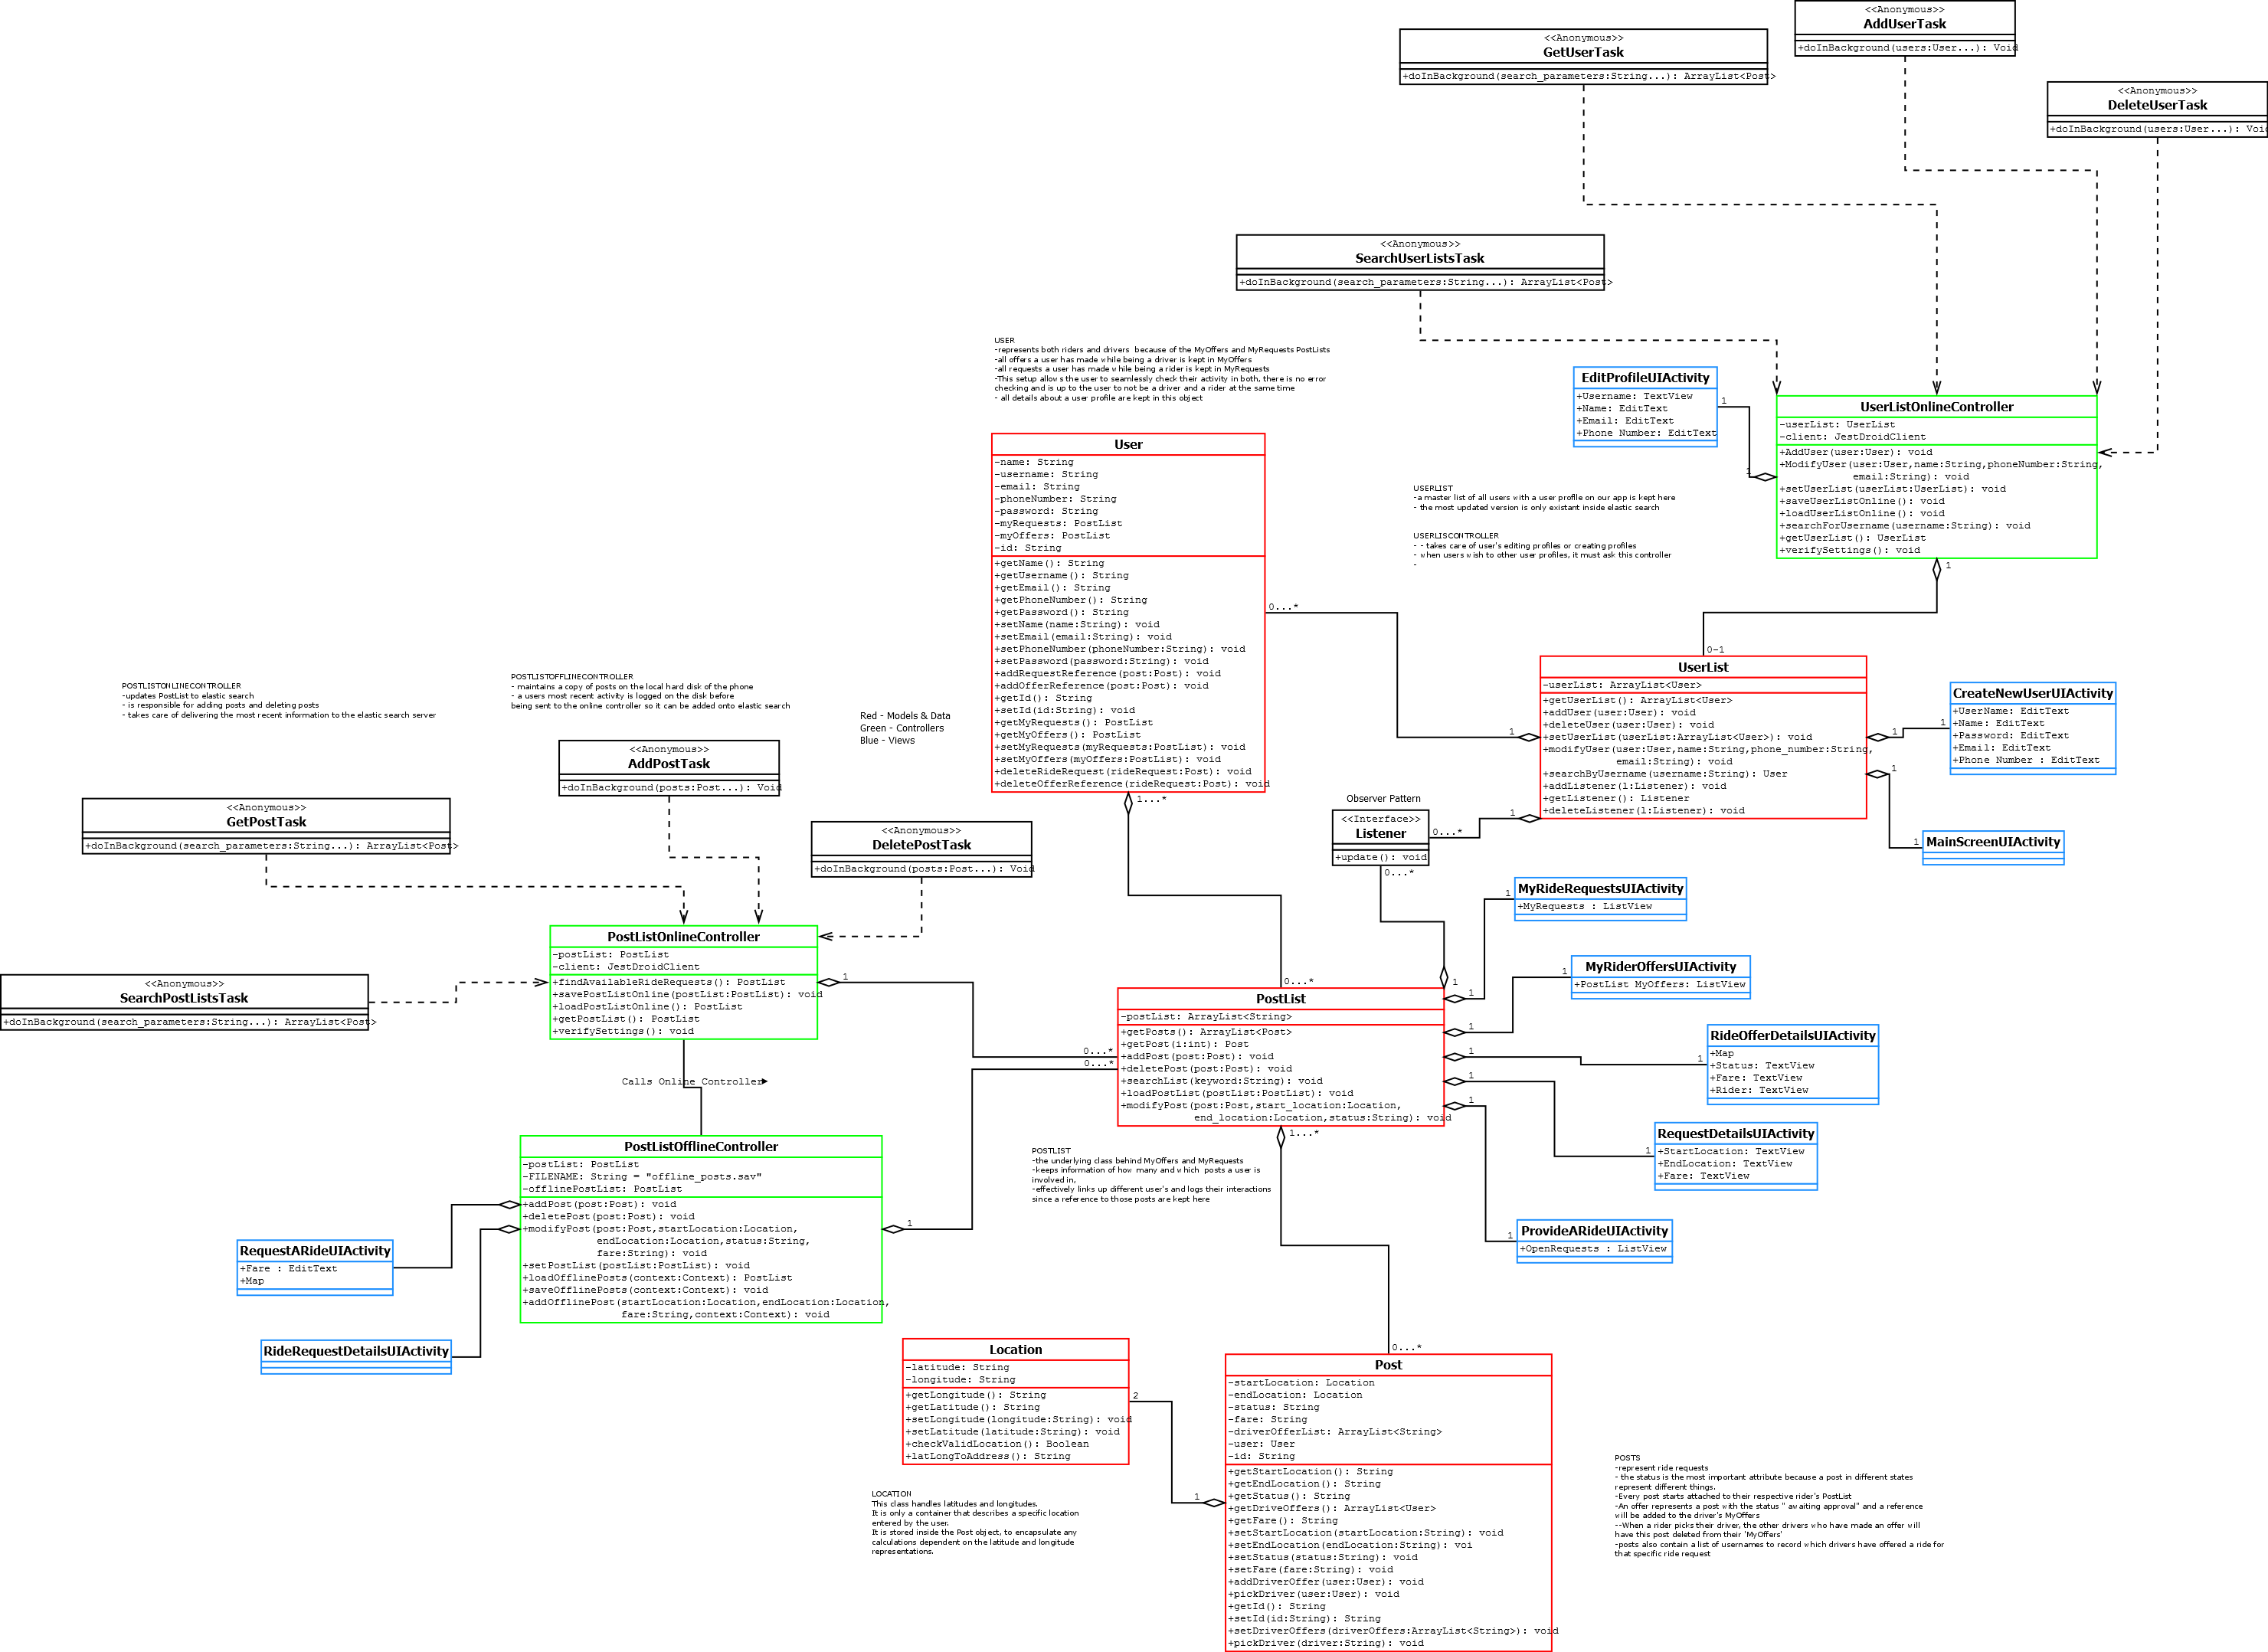 <<Anonymous>>
AddUserTask
+doInBackground(users:User...): Void
<<Anonymous>>
GetUserTask
+doInBackground(search_parameters:String...): ArrayList<Post>
<<Anonymous>>
DeleteUserTask
+doInBackground(users:User...): Void
<<Anonymous>>
SearchUserListsTask
+doInBackground(search_parameters:String...): ArrayList<Post>
USER
-represents both riders and drivers  because of the MyOffers and MyRequests PostLists
-all offers a user has made while being a driver is kept in MyOffers
-all requests a user has made while being a rider is kept in MyRequests
-This setup allows the user to seamlessly check their activity in both, there is no error
checking and is up to the user to not be a driver and a rider at the same time
- all details about a user profile are kept in this object
EditProfileUIActivity
+Username: TextView
+Name: EditText
+Email: EditText
+Phone Number: EditText
1
1
UserListOnlineController
-userList: UserList
-client: JestDroidClient
+AddUser(user:User): void
+ModifyUser(user:User,name:String,phoneNumber:String,
email:String): void
+setUserList(userList:UserList): void
+saveUserListOnline(): void
+loadUserListOnline(): void
+searchForUsername(username:String): void
+getUserList(): UserList
+verifySettings(): void
1
0-1
USERLIST
-a master list of all users with a user profile on our app is kept here
- the most updated version is only existant inside elastic search
USERLISCONTROLLER
- - takes care of user's editing profiles or creating profiles
- when users wish to other user profiles, it must ask this controller
-
User
-name: String
-username: String
-email: String
-phoneNumber: String
-password: String
-myRequests: PostList
-myOffers: PostList
-id: String
+getName(): String
+getUsername(): String
+getEmail(): String
+getPhoneNumber(): String
+getPassword(): String
+setName(name:String): void
+setEmail(email:String): void
+setPhoneNumber(phoneNumber:String): void
+setPassword(password:String): void
+addRequestReference(post:Post): void
+addOfferReference(post:Post): void
+getId(): String
+setId(id:String): void
+getMyRequests(): PostList
+getMyOffers(): PostList
+setMyRequests(myRequests:PostList): void
+setMyOffers(myOffers:PostList): void
+deleteRideRequest(rideRequest:Post): void
+deleteOfferReference(rideRequest:Post): void
0...*
1
1...*
UserList
-userList: ArrayList<User>
+getUserList(): ArrayList<User>
+addUser(user:User): void
+deleteUser(user:User): void
+setUserList(userList:ArrayList<User>): void
+modifyUser(user:User,name:String,phone_number:String,
email:String): void
+searchByUsername(username:String): User
+addListener(l:Listener): void
+getListener(): Listener
+deleteListener(l:Listener): void
1
1
1
1
1
CreateNewUserUIActivity
+UserName: EditText
+Name: EditText
+Password: EditText
+Email: EditText
+Phone Number : EditText
MainScreenUIActivity
POSTLISTONLINECONTROLLER
-updates PostList to elastic search
- is responsible for adding posts and deleting posts
- takes care of delivering the most recent information to the elastic search server
POSTLISTOFFLINECONTROLLER
- maintains a copy of posts on the local hard disk of the phone
- a users most recent activity is logged on the disk before
being sent to the online controller so it can be added onto elastic search
Red - Models & Data
Green - Controllers
Blue - Views
<<Anonymous>>
AddPostTask
+doInBackground(posts:Post...): Void
<<Anonymous>>
GetPostTask
+doInBackground(search_parameters:String...): ArrayList<Post>
<<Anonymous>>
DeletePostTask
+doInBackground(posts:Post...): Void
Observer Pattern
<<Interface>>
Listener
+update(): void
0...*
0...*
<<Anonymous>>
SearchPostListsTask
+doInBackground(search_parameters:String...): ArrayList<Post>
PostListOnlineController
-postList: PostList
-client: JestDroidClient
+findAvailableRideRequests(): PostList
+savePostListOnline(postList:PostList): void
+loadPostListOnline(): PostList
+getPostList(): PostList
+verifySettings(): void
1
Calls Online Controller
0...*
0...*
0...*
1
PostList
-postList: ArrayList<String>
+getPosts(): ArrayList<Post>
+getPost(i:int): Post
+addPost(post:Post): void
+deletePost(post:Post): void
+searchList(keyword:String): void
+loadPostList(postList:PostList): void
+modifyPost(post:Post,start_location:Location,
end_location:Location,status:String): void
1...*
1
1
1
1
1
1
MyRideRequestsUIActivity
+MyRequests : ListView
1
MyRiderOffersUIActivity
+PostList MyOffers: ListView
1
RideOfferDetailsUIActivity
+Map
+Status: TextView
+Fare: TextView
+Rider: TextView
1
RequestDetailsUIActivity
+StartLocation: TextView
+EndLocation: TextView
+Fare: TextView
1
ProvideARideUIActivity
+OpenRequests : ListView
PostListOfflineController
-postList: PostList
-FILENAME: String = "offline_posts.sav"
-offlinePostList: PostList
+addPost(post:Post): void
+deletePost(post:Post): void
+modifyPost(post:Post,startLocation:Location,
endLocation:Location,status:String,
fare:String): void
+setPostList(postList:PostList): void
+loadOfflinePosts(context:Context): PostList
+saveOfflinePosts(context:Context): void
+addOfflinePost(startLocation:Location,endLocation:Location,
fare:String,context:Context): void
1
RequestARideUIActivity
+Fare : EditText
+Map
RideRequestDetailsUIActivity
POSTLIST
-the underlying class behind MyOffers and MyRequests
-keeps information of how many and which  posts a user is
involved in,
-effectively links up different user's and logs their interactions
since a reference to those posts are kept here
Location
-latitude: String
-longitude: String
+getLongitude(): String
+getLatitude(): String
+setLongitude(longitude:String): void
+setLatitude(latitude:String): void
+checkValidLocation(): Boolean
+latLongToAddress(): String
2
1
0...*
Post
-startLocation: Location
-endLocation: Location
-status: String
-fare: String
-driverOfferList: ArrayList<String>
-user: User
-id: String
+getStartLocation(): String
+getEndLocation(): String
+getStatus(): String
+getDriveOffers(): ArrayList<User>
+getFare(): String
+setStartLocation(startLocation:String): void
+setEndLocation(endLocation:String): voi
+setStatus(status:String): void
+setFare(fare:String): void
+addDriverOffer(user:User): void
+pickDriver(user:User): void
+getId(): String
+setId(id:String): String
+setDriverOffers(driverOffers:ArrayList<String>): void
+pickDriver(driver:String): void
LOCATION
This class handles latitudes and longitudes.
It is only a container that describes a specific location
entered by the user.
It is stored inside the Post object, to encapsulate any
calculations dependent on the latitude and longitude
representations.
POSTS
-represent ride requests
- the status is the most important attribute because a post in different states
represent different things.
-Every post starts attached to their respective rider's PostList
-An offer represents a post with the status " awaiting approval" and a reference
will be added to the driver's MyOffers
--When a rider picks their driver, the other drivers who have made an offer will
have this post deleted from their 'MyOffers'
-posts also contain a list of usernames to record which drivers have offered a ride for
that specific ride request